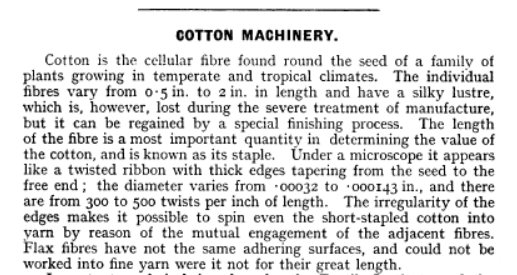 COTTON MACHINERY.
Cotton is the cellular fibre found round the seed of a family of
plants growing in temperate and tropical climates. The individual
fibres vary from 0·5 in. to 2 in. in length and have a silky lustre,
which is, however, lost during the severe treatment of manufacture,
but it can be regained by a special finishing process. The length
of the fibre is a most important quantity in determining the value of
the cotton, and is known as its staple. Under a microscope it appears
like a twisted ribbon with thick edges tapering from the seed to the
free end; the diameter varies from ·00032 to ·000143 in., and there
are from 300 to 500 twists per inch of length. The irregularity of the
edges makes it possible to spin even the short-stapled cotton into
yarn by reason of the mutual engagement of the adjacent fibres.
Flax fibres have not the same adhering surfaces, and could not be
worked into fine yarn were it not for their great length.